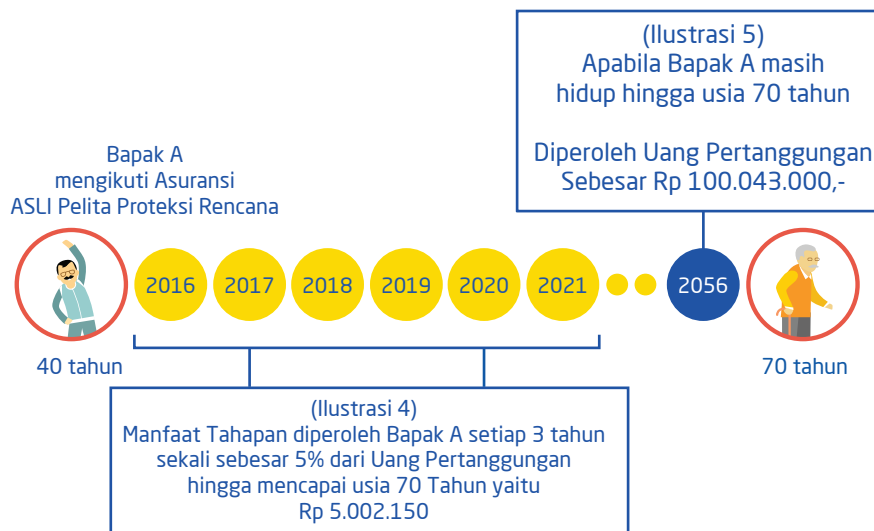 (Ilustrasi 5)
Apabila Bapak A masih
hidup hingga usia 70 tahun
Diperoleh Uang Pertanggungan
Sebesar Rp 100.043.000,-
Bapak A
mengikuti Asuransi
ASLI Pelita Proteksi Rencana
2016 2017 2018 2019 2020 2021 2056
40 tahun
70 tahun
(Ilustrasi 4)
Manfaat Tahapan diperoleh Bapak A setiap 3 tahun
sekali sebesar 5% dari Uang Pertanggungan
hingga mencapai usia 70 Tahun yaitu
Rp 5.002.150